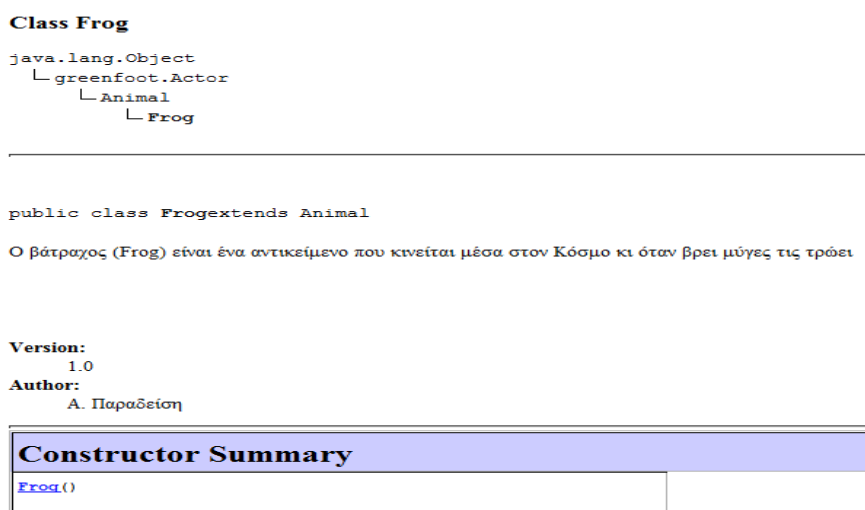 Class Frog
java.lang.Object
greenfoot.Actor
Animal
Frog
public class Frogextends Animal
Ο βάτραχος (Frog) είναι ένα αντικείμενο που κινείται μέσα στον Κόσμο κι όταν βρει μύγες τις τρώει
Version:
1.0
Author:
Α. Παραδείση
Constructor Summary
Frog()